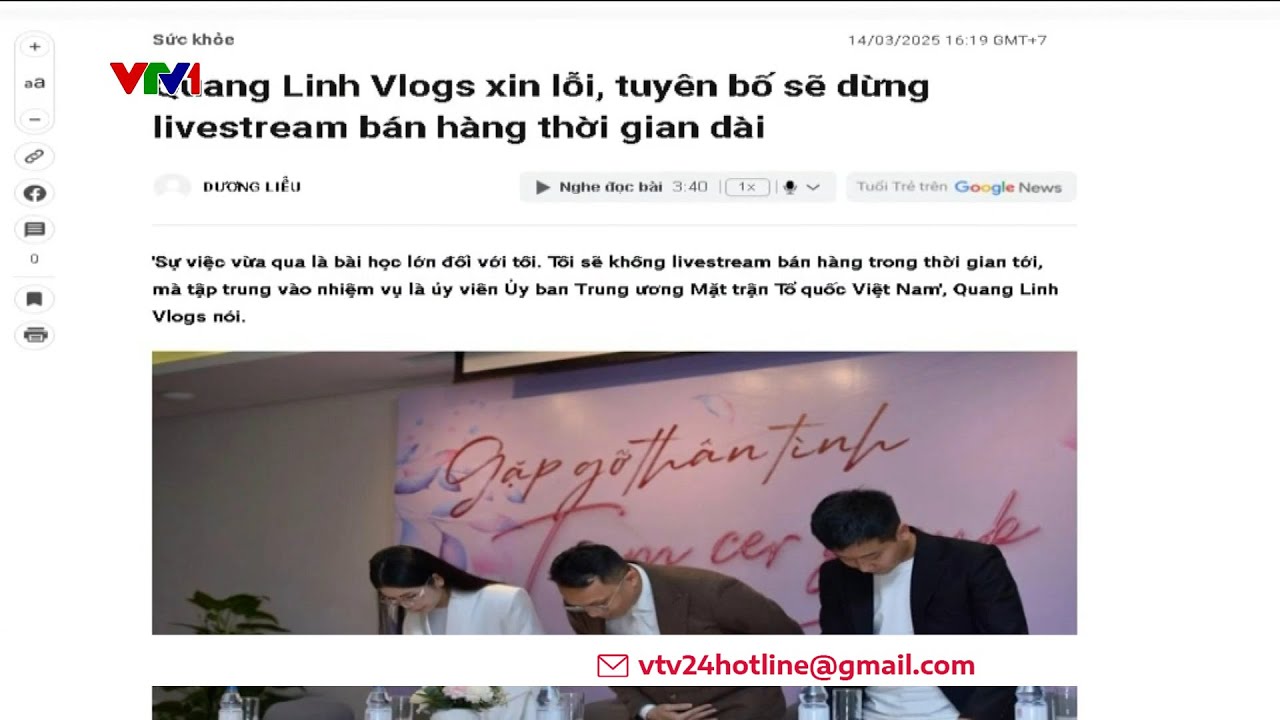 +
aa
−
0
Sức khỏe
14/03/2025 16:19 GMT+7
VTV1
Quang Linh Vlogs xin lỗi, tuyên bố sẽ dừng
livestream bán hàng thời gian dài
DƯƠNG LIỄU
Nghe đọc bài 3:40 | 1x |
Tuổi Trẻ trên Google News
'Sự việc vừa qua là bài học lớn đối với tôi. Tôi sẽ không livestream bán hàng trong thời gian tới,
mà tập trung vào nhiệm vụ là ủy viên Ủy ban Trung ương Mặt trận Tổ quốc Việt Nam', Quang Linh
Vlogs nói.
Gặp gỡ thân tình
vtv24hotline@gmail.com